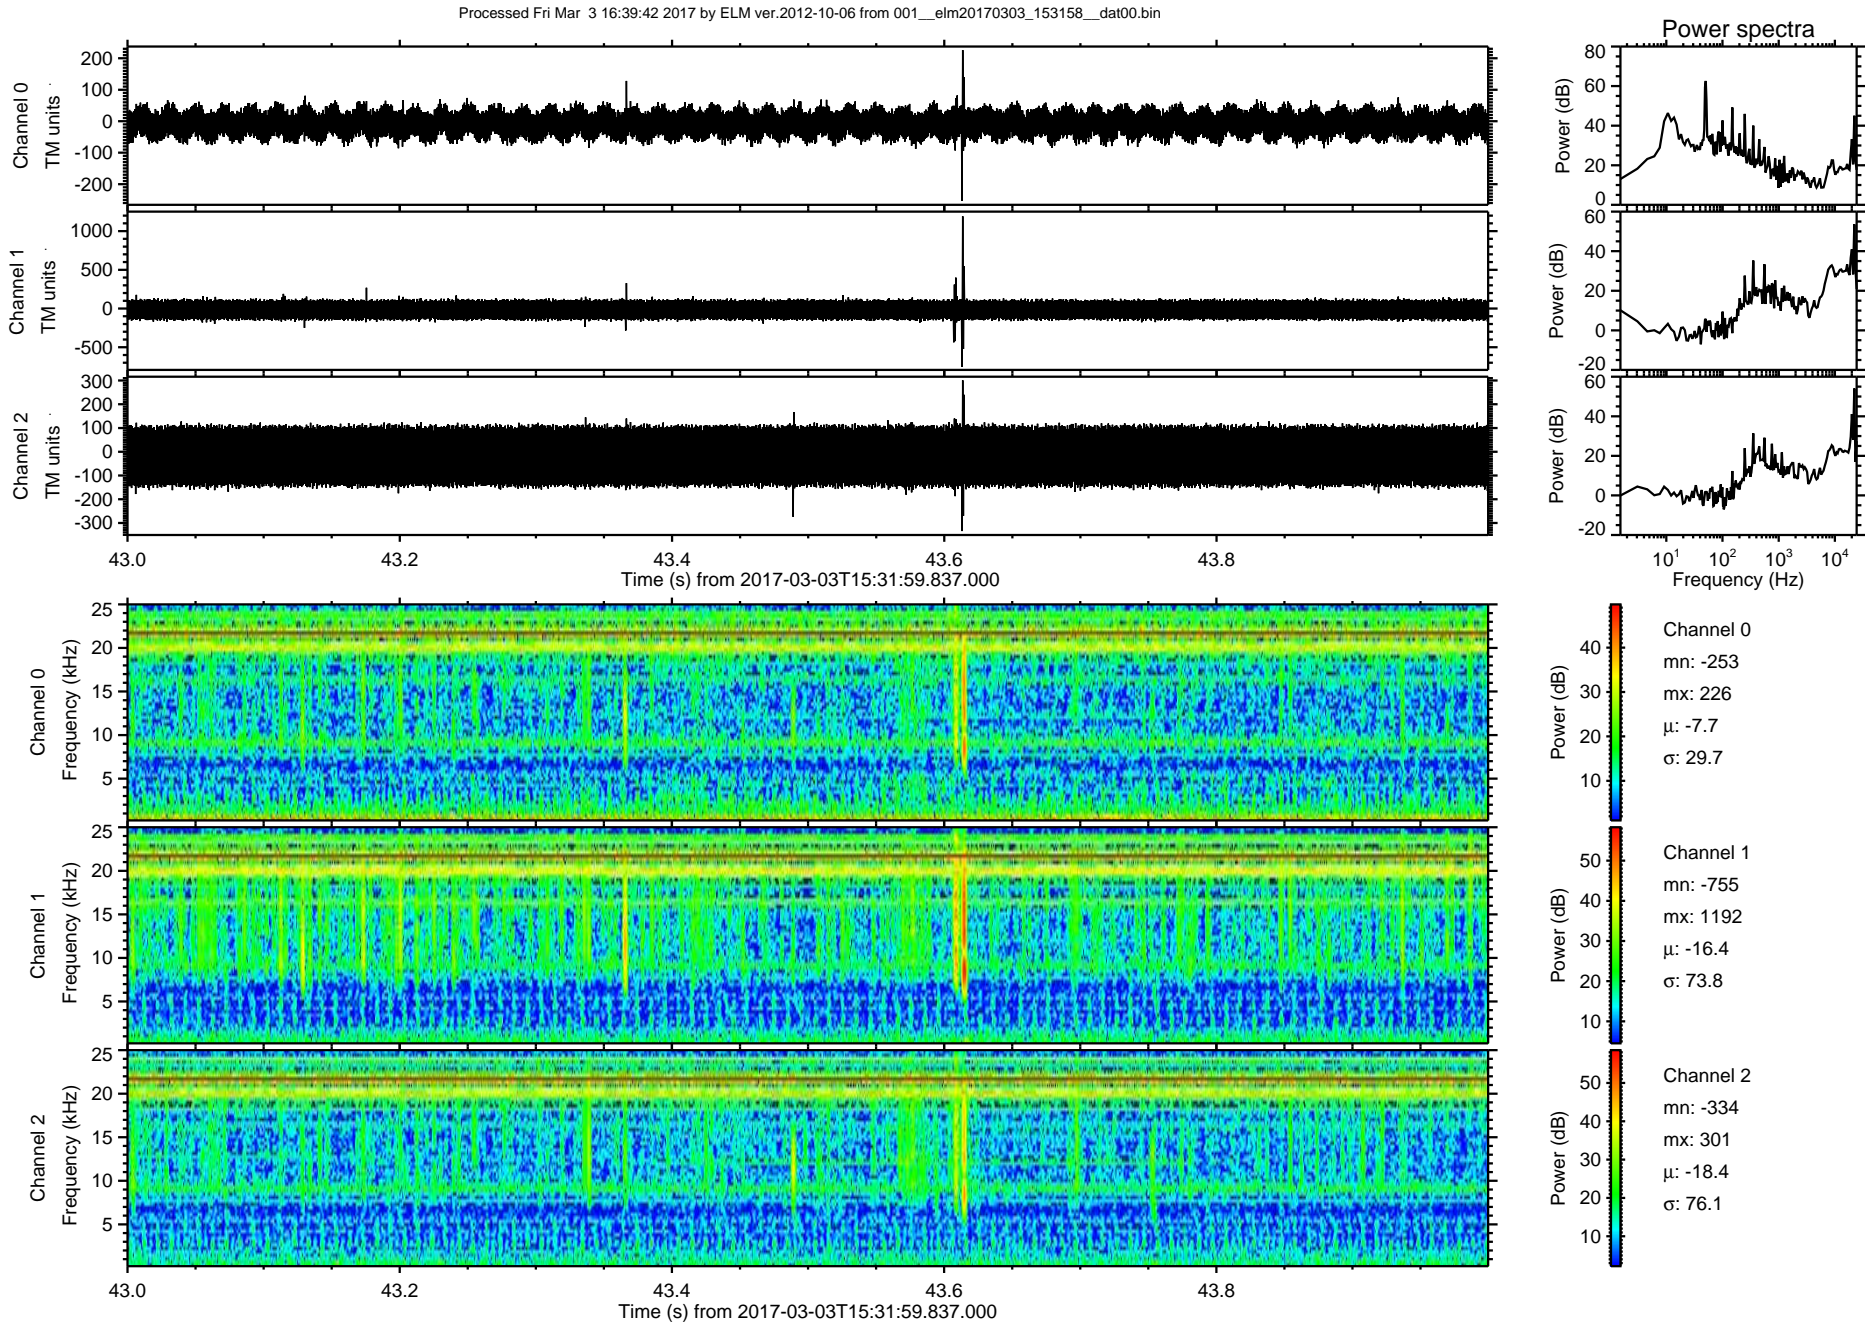 Processed Fri Mar  3 16:39:42 2017 by ELM ver.2012-10-06 from 001__elm20170303_153158__dat00.bin
Power spectra
Channel 0
TM units
200
100
0
-100
-200
Power (dB)
80
60
40
20
0
Channel 1
TM units
1000
500
0
-500
Power (dB)
60
40
20
0
-20
Channel 2
TM units
300
200
100
0
-100
-200
-300
Power (dB)
60
40
20
0
-20
43.0 43.2 43.4 43.6 43.8
Time (s) from 2017-03-03T15:31:59.837.000
10^1 10^2 10^3 10^4
Frequency (Hz)
Channel 0
Frequency (kHz)
25
20
15
10
5
Power (dB)
40
30
20
10
Channel 0
mn: -253
mx: 226
μ: -7.7
σ: 29.7
Channel 1
Frequency (kHz)
25
20
15
10
5
Power (dB)
50
40
30
20
10
Channel 1
mn: -755
mx: 1192
μ: -16.4
σ: 73.8
Channel 2
Frequency (kHz)
25
20
15
10
5
Power (dB)
50
40
30
20
10
Channel 2
mn: -334
mx: 301
μ: -18.4
σ: 76.1
43.0 43.2 43.4 43.6 43.8
Time (s) from 2017-03-03T15:31:59.837.000